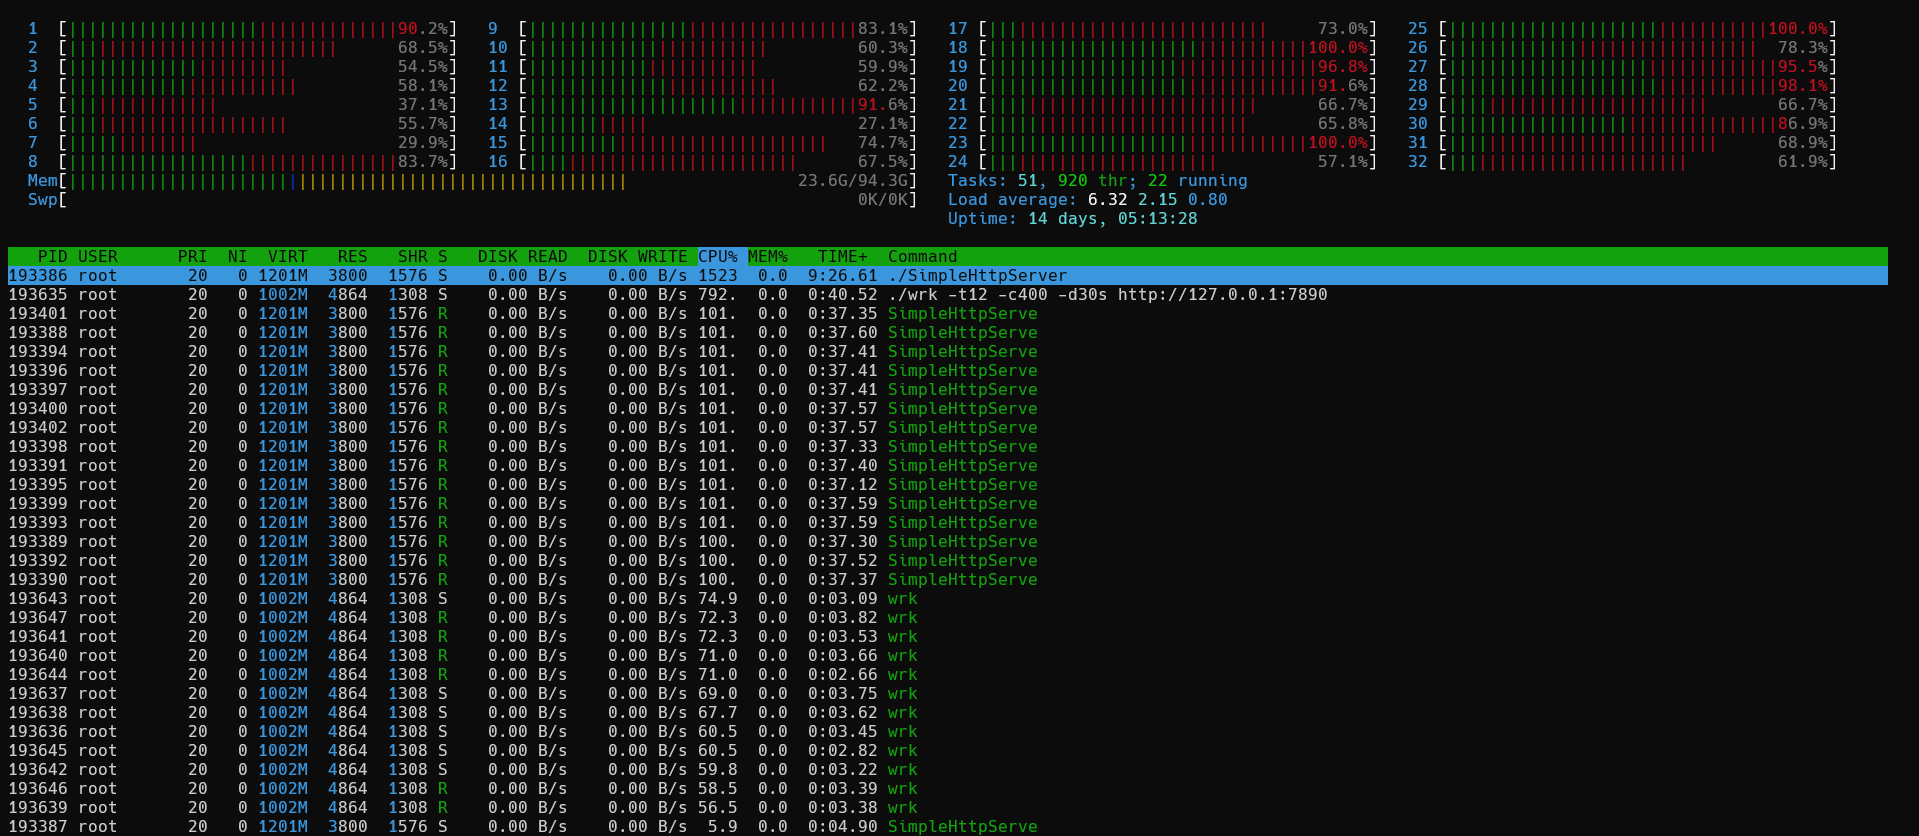 1 [90.2%] 9 [83.1%] 17 [73.0%] 25 [100.0%]
2 [68.5%] 10 [60.3%] 18 [100.0%] 26 [78.3%]
3 [54.5%] 11 [59.9%] 19 [96.8%] 27 [95.5%]
4 [58.1%] 12 [62.2%] 20 [91.6%] 28 [98.1%]
5 [37.1%] 13 [91.6%] 21 [66.7%] 29 [66.7%]
6 [55.7%] 14 [27.1%] 22 [65.8%] 30 [86.9%]
7 [29.9%] 15 [74.7%] 23 [100.0%] 31 [68.9%]
8 [83.7%] 16 [67.5%] 24 [57.1%] 32 [61.9%]
Mem[23.6G/94.3G] Tasks: 51, 920 thr; 22 running
Swp[0K/0K] Load average: 6.32 2.15 0.80
Uptime: 14 days, 05:13:28
PID USER PRI NI VIRT RES SHR S DISK READ DISK WRITE CPU% MEM% TIME+ Command
193386 root 20 0 1201M 3800 1576 S 0.00 B/s 0.00 B/s 1523 0.0 9:26.61 ./SimpleHttpServer
193635 root 20 0 1002M 4864 1308 S 0.00 B/s 0.00 B/s 792. 0.0 0:40.52 ./wrk -t12 -c400 -d30s http://127.0.0.1:7890
193401 root 20 0 1201M 3800 1576 R 0.00 B/s 0.00 B/s 101. 0.0 0:37.35 SimpleHttpServe
193388 root 20 0 1201M 3800 1576 R 0.00 B/s 0.00 B/s 101. 0.0 0:37.60 SimpleHttpServe
193394 root 20 0 1201M 3800 1576 R 0.00 B/s 0.00 B/s 101. 0.0 0:37.41 SimpleHttpServe
193396 root 20 0 1201M 3800 1576 R 0.00 B/s 0.00 B/s 101. 0.0 0:37.41 SimpleHttpServe
193397 root 20 0 1201M 3800 1576 R 0.00 B/s 0.00 B/s 101. 0.0 0:37.41 SimpleHttpServe
193400 root 20 0 1201M 3800 1576 R 0.00 B/s 0.00 B/s 101. 0.0 0:37.57 SimpleHttpServe
193402 root 20 0 1201M 3800 1576 R 0.00 B/s 0.00 B/s 101. 0.0 0:37.57 SimpleHttpServe
193398 root 20 0 1201M 3800 1576 R 0.00 B/s 0.00 B/s 101. 0.0 0:37.33 SimpleHttpServe
193391 root 20 0 1201M 3800 1576 R 0.00 B/s 0.00 B/s 101. 0.0 0:37.40 SimpleHttpServe
193395 root 20 0 1201M 3800 1576 R 0.00 B/s 0.00 B/s 101. 0.0 0:37.12 SimpleHttpServe
193399 root 20 0 1201M 3800 1576 R 0.00 B/s 0.00 B/s 101. 0.0 0:37.59 SimpleHttpServe
193393 root 20 0 1201M 3800 1576 R 0.00 B/s 0.00 B/s 101. 0.0 0:37.59 SimpleHttpServe
193389 root 20 0 1201M 3800 1576 R 0.00 B/s 0.00 B/s 100. 0.0 0:37.30 SimpleHttpServe
193392 root 20 0 1201M 3800 1576 R 0.00 B/s 0.00 B/s 100. 0.0 0:37.52 SimpleHttpServe
193390 root 20 0 1201M 3800 1576 R 0.00 B/s 0.00 B/s 100. 0.0 0:37.37 SimpleHttpServe
193643 root 20 0 1002M 4864 1308 S 0.00 B/s 0.00 B/s 74.9 0.0 0:03.09 wrk
193647 root 20 0 1002M 4864 1308 R 0.00 B/s 0.00 B/s 72.3 0.0 0:03.82 wrk
193641 root 20 0 1002M 4864 1308 R 0.00 B/s 0.00 B/s 72.3 0.0 0:03.53 wrk
193640 root 20 0 1002M 4864 1308 R 0.00 B/s 0.00 B/s 71.0 0.0 0:03.66 wrk
193644 root 20 0 1002M 4864 1308 R 0.00 B/s 0.00 B/s 71.0 0.0 0:02.66 wrk
193637 root 20 0 1002M 4864 1308 S 0.00 B/s 0.00 B/s 69.0 0.0 0:03.75 wrk
193638 root 20 0 1002M 4864 1308 S 0.00 B/s 0.00 B/s 67.7 0.0 0:03.62 wrk
193636 root 20 0 1002M 4864 1308 S 0.00 B/s 0.00 B/s 60.5 0.0 0:03.45 wrk
193645 root 20 0 1002M 4864 1308 S 0.00 B/s 0.00 B/s 60.5 0.0 0:02.82 wrk
193642 root 20 0 1002M 4864 1308 S 0.00 B/s 0.00 B/s 59.8 0.0 0:03.22 wrk
193646 root 20 0 1002M 4864 1308 R 0.00 B/s 0.00 B/s 58.5 0.0 0:03.39 wrk
193639 root 20 0 1002M 4864 1308 R 0.00 B/s 0.00 B/s 56.5 0.0 0:03.38 wrk
193387 root 20 0 1201M 3800 1576 S 0.00 B/s 0.00 B/s 5.9 0.0 0:04.90 SimpleHttpServe